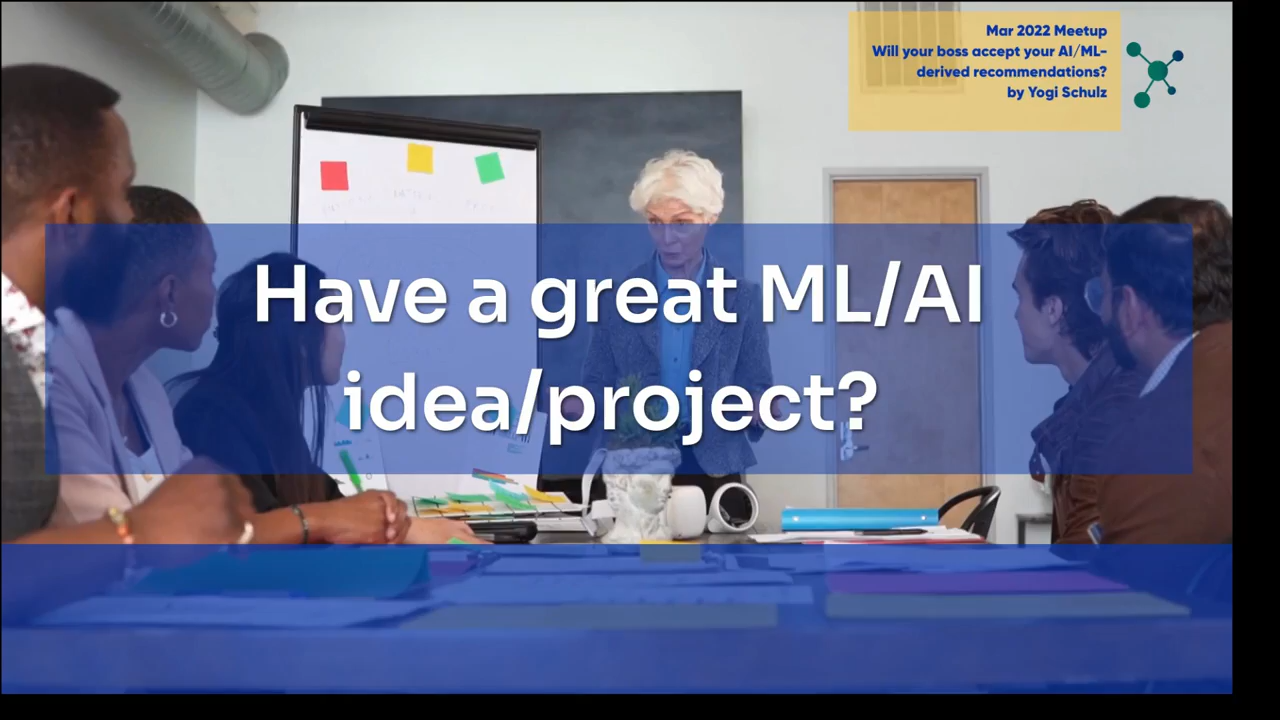 Mar 2022 Meetup
Will your boss accept your AI/ML-
derived recommendations?
by Yogi Schulz
Have a great ML/AI
idea/project?